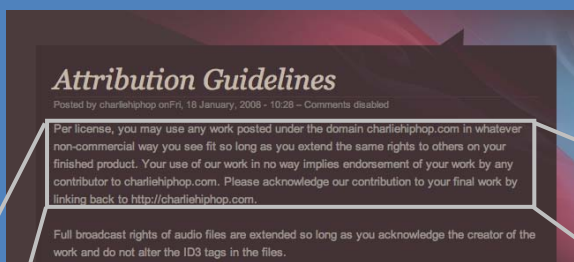 Attribution Guidelines
Posted by charliehiphop onFri, 18 January, 2008 - 10:28 – Comments disabled
Per license, you may use any work posted under the domain charliehiphop.com in whatever
non-commercial way you see fit so long as you extend the same rights to others on your
finished product. Your use of our work in no way implies endorsement of your work by any
contributor to charliehiphop.com. Please acknowledge our contribution to your final work by
linking back to http://charliehiphop.com.
Full broadcast rights of audio files are extended so long as you acknowledge the creator of the
work and do not alter the ID3 tags in the files.